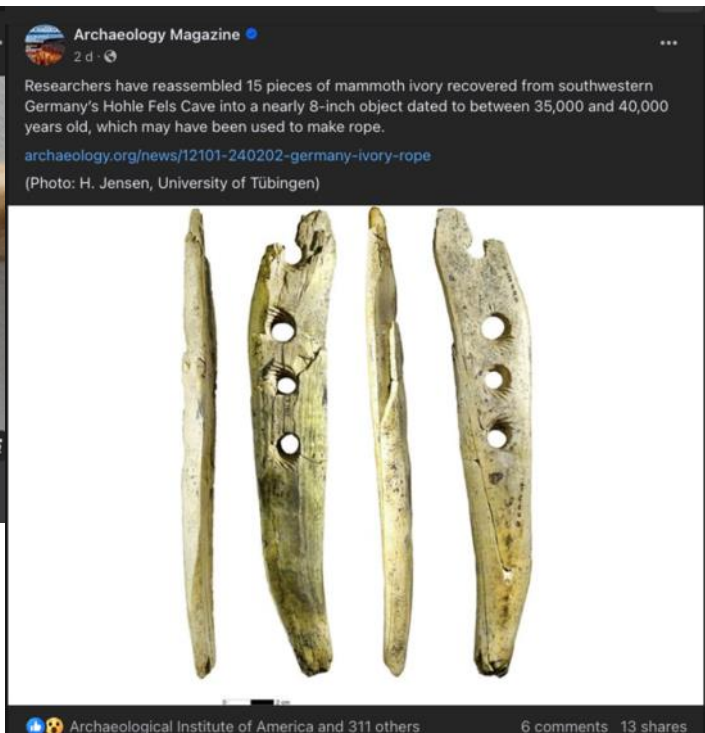 Archaeology Magazine
2 d
Researchers have reassembled 15 pieces of mammoth ivory recovered from southwestern
Germany's Hohle Fels Cave into a nearly 8-inch object dated to between 35,000 and 40,000
years old, which may have been used to make rope.
archaeology.org/news/12101-240202-germany-ivory-rope
(Photo: H. Jensen, University of Tübingen)
Archaeological Institute of America and 311 others 6 comments 13 shares